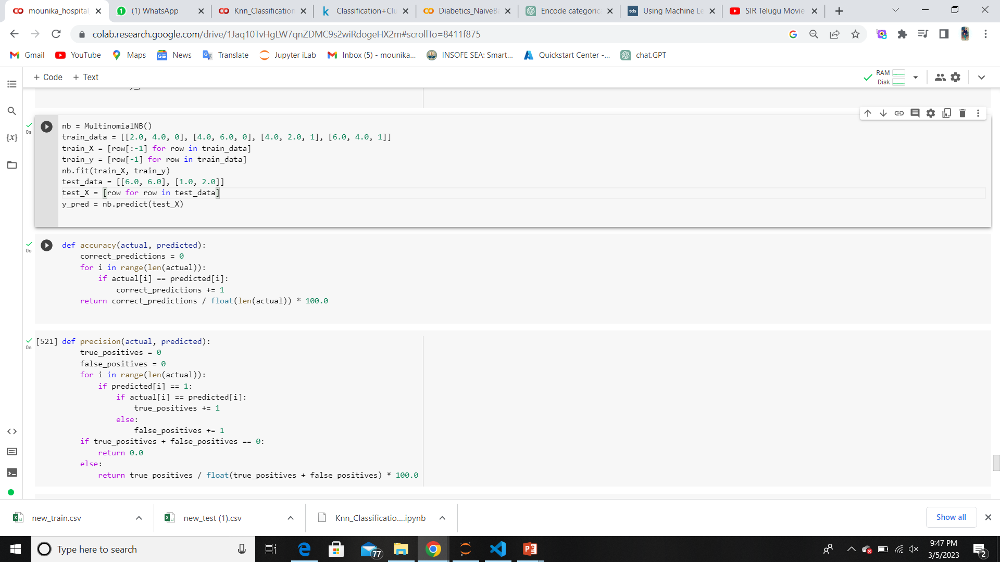 mounika_hospital
(1) WhatsApp
Knn_Classification
Classification+Clu
Diabetics_NaiveBa
Encode categoric
Using Machine Le
SIR Telugu Movie
colab.research.google.com/drive/1Jaq10TvHgLW7qnZDMC9s2wiRdogeHX2m#scrollTo=8411f875
Gmail
YouTube
Maps
News
Translate
Jupyter iLab
Inbox (5) - mounika...
INSOFE SEA: Smart...
Quickstart Center -...
chat.GPT
+ Code
+ Text
RAM
Disk
0s
nb = MultinomialNB()
train_data = [[2.0, 4.0, 0], [4.0, 6.0, 0], [4.0, 2.0, 1], [6.0, 4.0, 1]]
train_X = [row[:-1] for row in train_data]
train_y = [row[-1] for row in train_data]
nb.fit(train_X, train_y)
test_data = [[6.0, 6.0], [1.0, 2.0]]
test_X = [row for row in test_data]
y_pred = nb.predict(test_X)
0s
def accuracy(actual, predicted):
    correct_predictions = 0
    for i in range(len(actual)):
        if actual[i] == predicted[i]:
            correct_predictions += 1
    return correct_predictions / float(len(actual)) * 100.0
0s
[521] def precision(actual, predicted):
    true_positives = 0
    false_positives = 0
    for i in range(len(actual)):
        if predicted[i] == 1:
            if actual[i] == predicted[i]:
                true_positives += 1
            else:
                false_positives += 1
    if true_positives + false_positives == 0:
        return 0.0
    else:
        return true_positives / float(true_positives + false_positives) * 100.0
new_train.csv
new_test (1).csv
Knn_Classificatio....ipynb
Show all
Type here to search
77
9:47 PM
3/5/2023
2